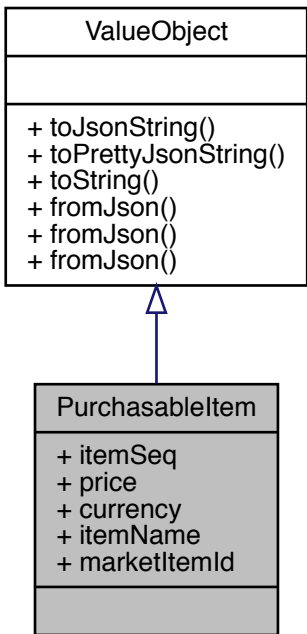 ValueObject
+ toJsonString()
+ toPrettyJsonString()
+ toString()
+ fromJson()
+ fromJson()
+ fromJson()
PurchasableItem
+ itemSeq
+ price
+ currency
+ itemName
+ marketItemId